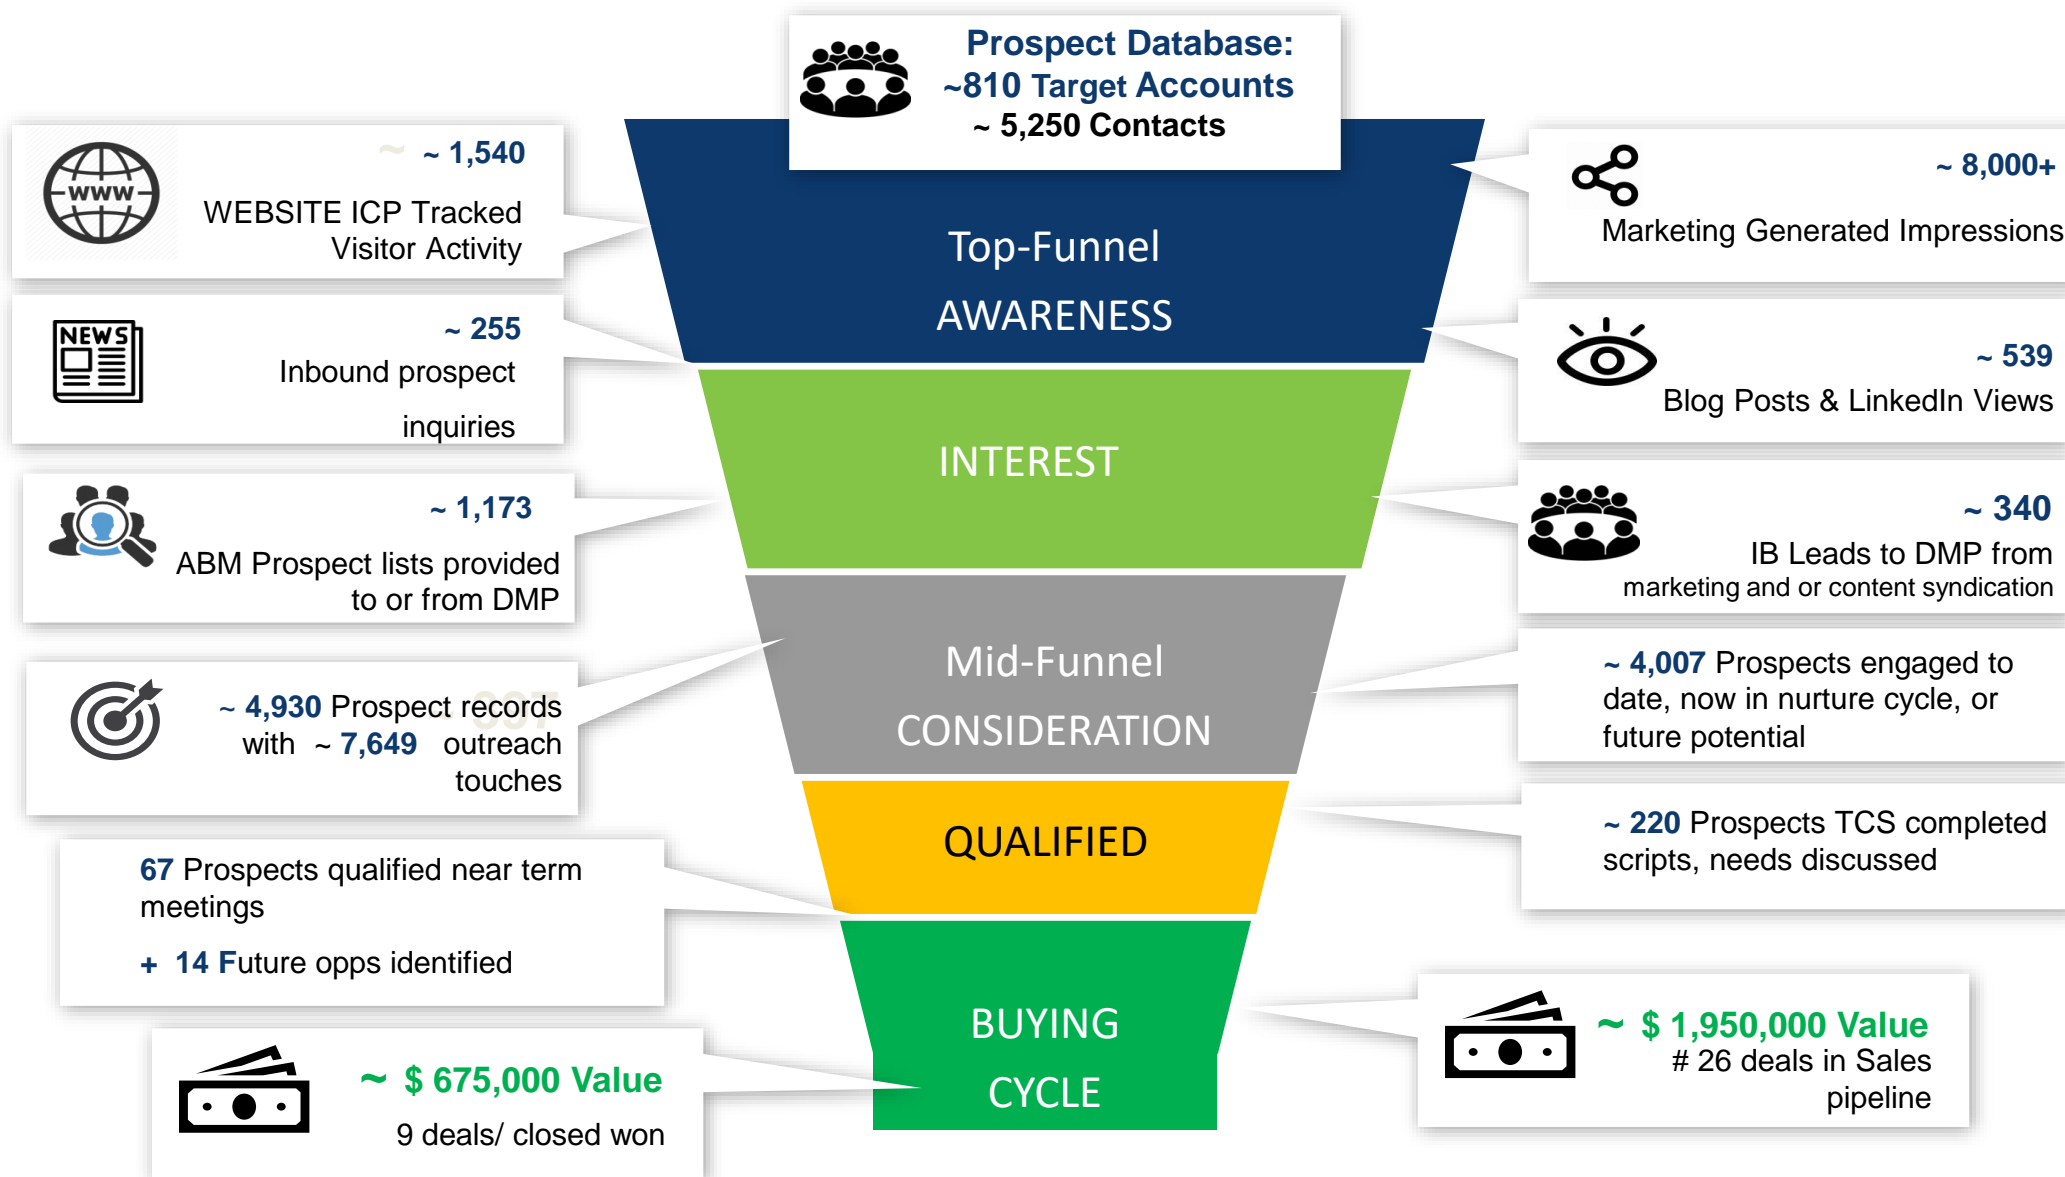 Prospect Database:
~810 Target Accounts
~ 5,250 Contacts
~ ~ 1,540
WWW
WEBSITE ICP Tracked
Visitor Activity
~ 8,000+
Marketing Generated Impressions
Top-Funnel
AWARENESS
NEWS
~ 255
Inbound prospect
inquiries
~ 539
Blog Posts & LinkedIn Views
INTEREST
~ 1,173
ABM Prospect lists provided
to or from DMP
~ 340
IB Leads to DMP from
marketing and or content syndication
Mid-Funnel
CONSIDERATION
~ 4,930 Prospect records
with ~ 7,649 outreach
touches
~ 4,007 Prospects engaged to
date, now in nurture cycle, or
future potential
QUALIFIED
~ 220 Prospects TCS completed
scripts, needs discussed
67 Prospects qualified near term
meetings
+ 14 Future opps identified
BUYING
CYCLE
~ $ 675,000 Value
9 deals/ closed won
~ $ 1,950,000 Value
# 26 deals in Sales
pipeline